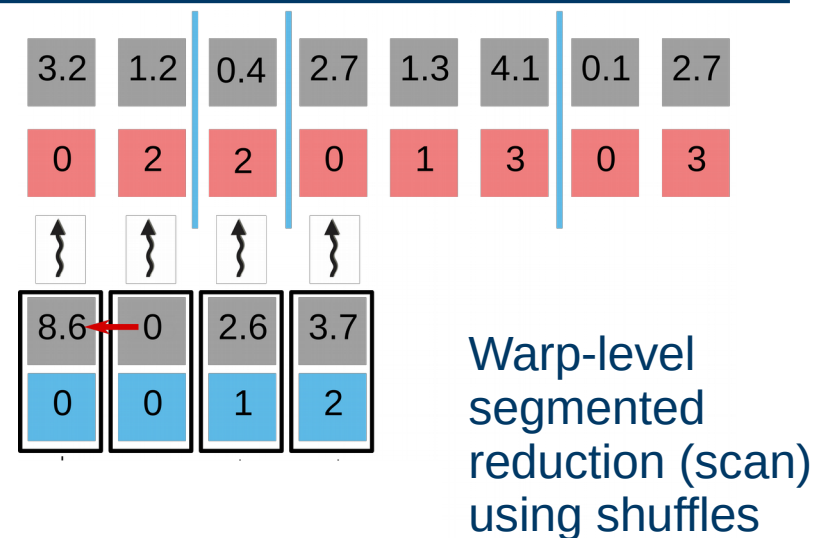 3.2 1.2 0.4 2.7 1.3 4.1 0.1 2.7
0 2 2 0 1 3 0 3
8.6 0 2.6 3.7
0 0 1 2
Warp-level
segmented
reduction (scan)
using shuffles